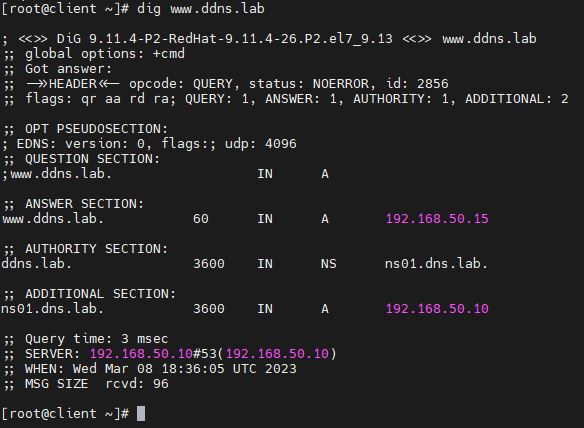 [root@client ~]# dig www.ddns.lab

; <<>> DiG 9.11.4-P2-RedHat-9.11.4-26.P2.el7_9.13 <<>> www.ddns.lab
;; global options: +cmd
;; Got answer:
;; ->>HEADER<<- opcode: QUERY, status: NOERROR, id: 2856
;; flags: qr aa rd ra; QUERY: 1, ANSWER: 1, AUTHORITY: 1, ADDITIONAL: 2

;; OPT PSEUDOSECTION:
; EDNS: version: 0, flags:; udp: 4096
;; QUESTION SECTION:
;www.ddns.lab.                  IN      A

;; ANSWER SECTION:
www.ddns.lab.           60      IN      A       192.168.50.15

;; AUTHORITY SECTION:
ddns.lab.               3600    IN      NS      ns01.dns.lab.

;; ADDITIONAL SECTION:
ns01.dns.lab.           3600    IN      A       192.168.50.10

;; Query time: 3 msec
;; SERVER: 192.168.50.10#53(192.168.50.10)
;; WHEN: Wed Mar 08 18:36:05 UTC 2023
;; MSG SIZE  rcvd: 96

[root@client ~]#